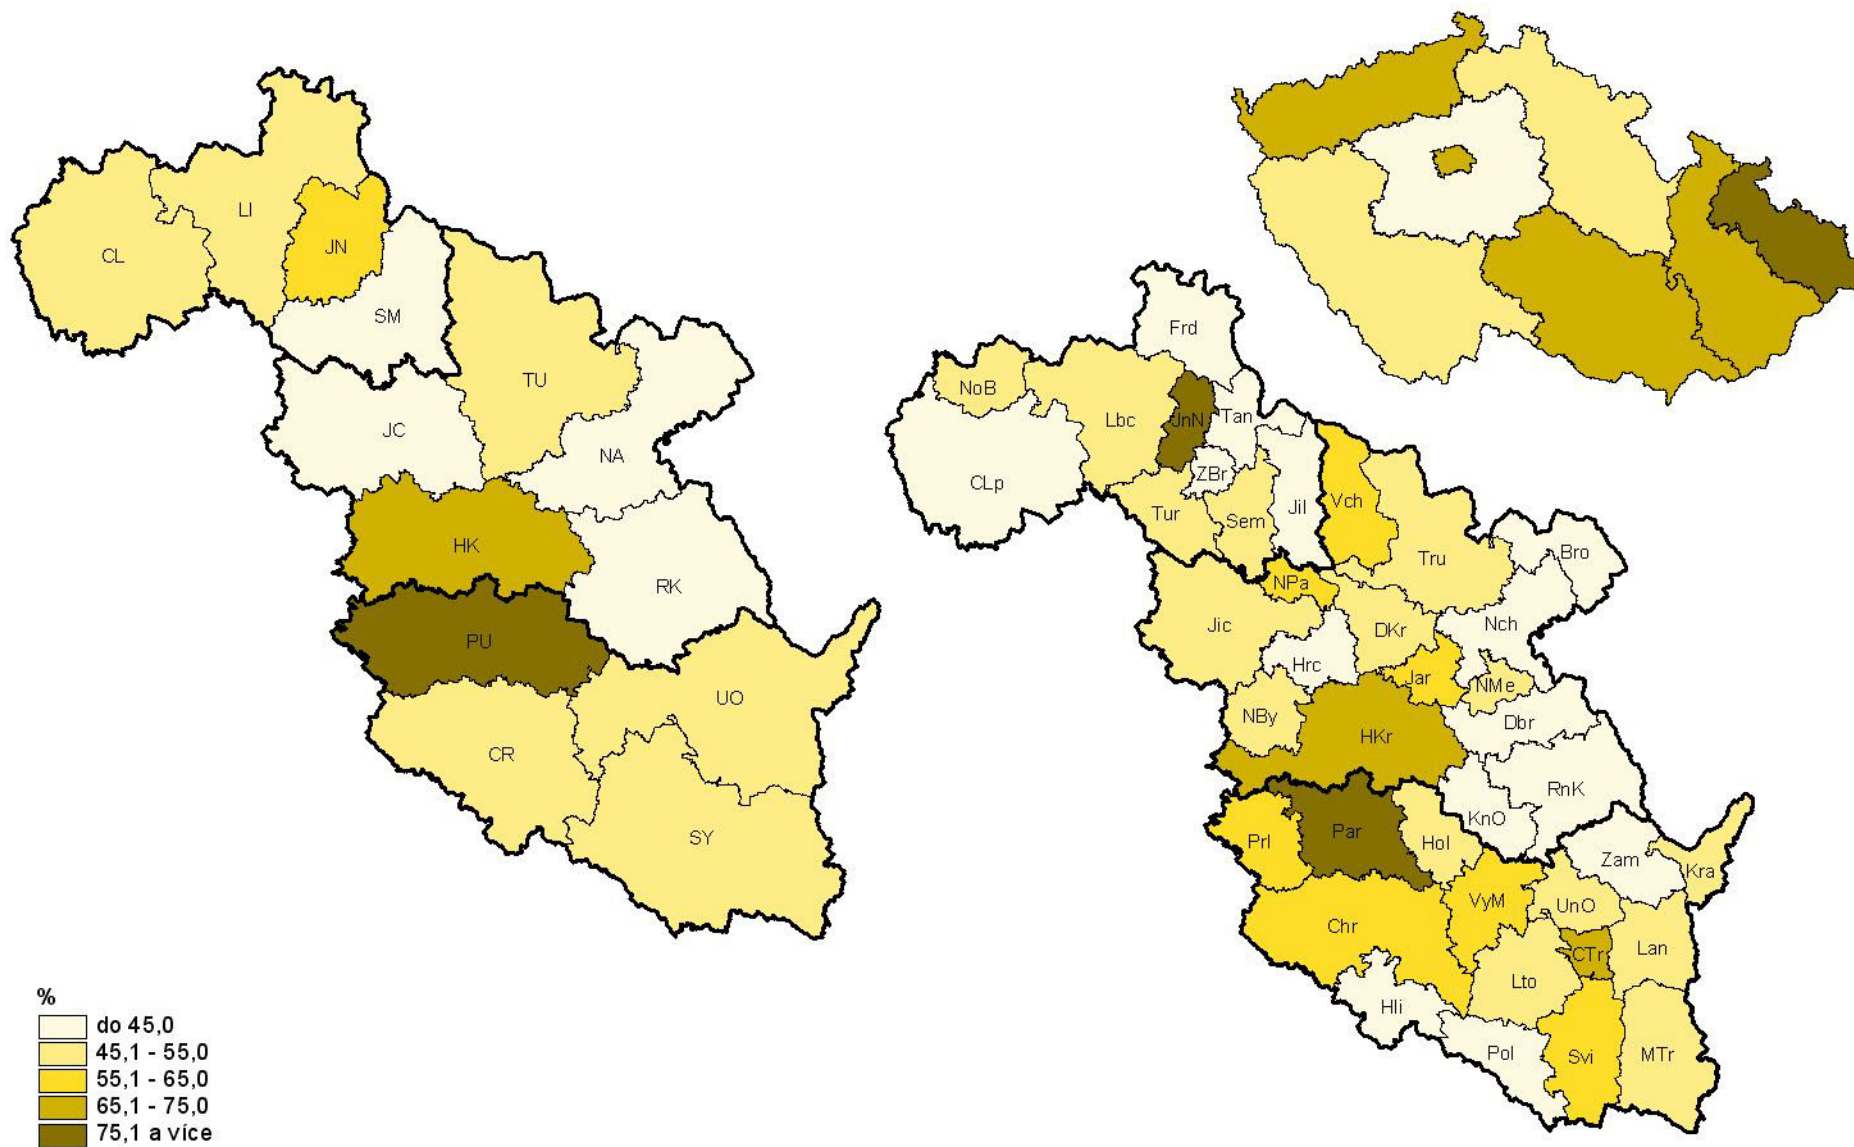 LI
CL
JN
SM
TU
JC
NA
HK
RK
PU
UO
CR
SY
Frd
NoB
Lbc
JnN
Tan
ZBr
CLp
Jil
Vch
Tur
Sem
Tru
Bro
NPa
Jic
DKr
Nch
Hrc
Jar
NMe
NBy
HKr
Dbr
RnK
KnO
Prl
Par
Hol
Zam
Kra
VyM
UnO
Chr
CTr
Lan
Lto
Hli
Pol
Svi
MTr
%
do 45,0
45,1 - 55,0
55,1 - 65,0
65,1 - 75,0
75,1 a více